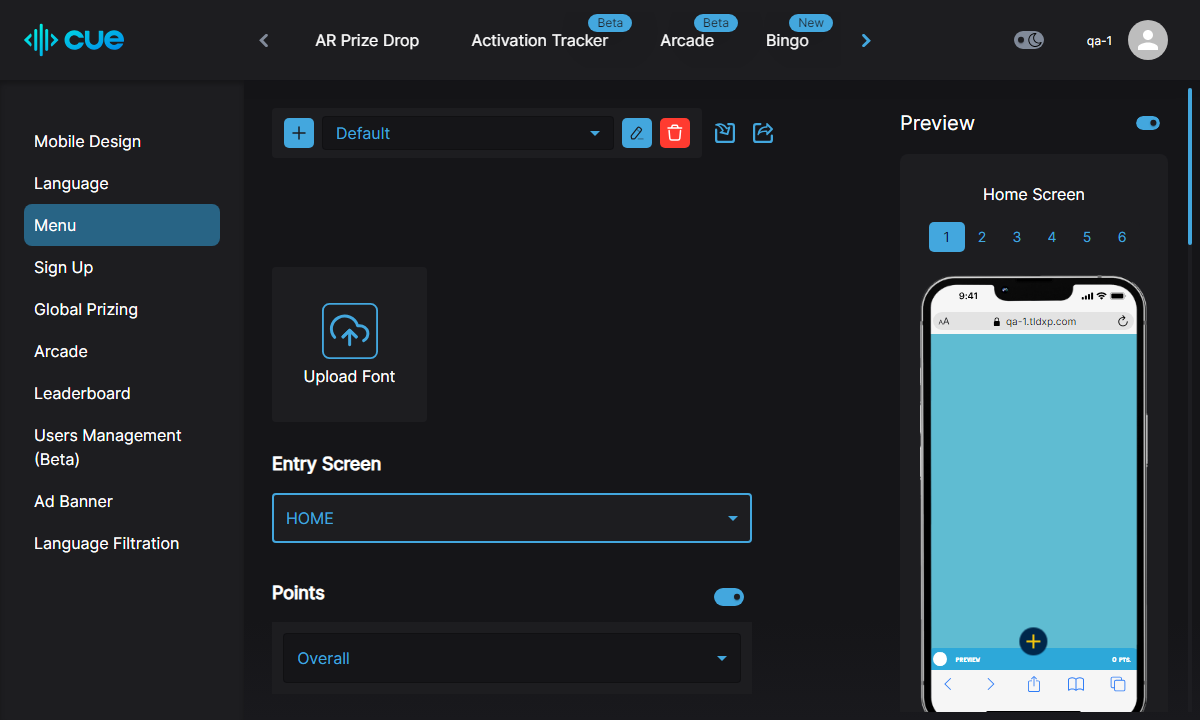 cue
AR Prize Drop
Activation Tracker
Beta
Arcade
Beta
Bingo
New
qa-1
Mobile Design
Language
Menu
Sign Up
Global Prizing
Arcade
Leaderboard
Users Management
(Beta)
Ad Banner
Language Filtration
Default
Upload Font
Entry Screen
HOME
Points
Overall
Preview
Home Screen
1 2 3 4 5 6
9:41
AA
qa-1.tldxp.com
PREVIEW
0 PTS.